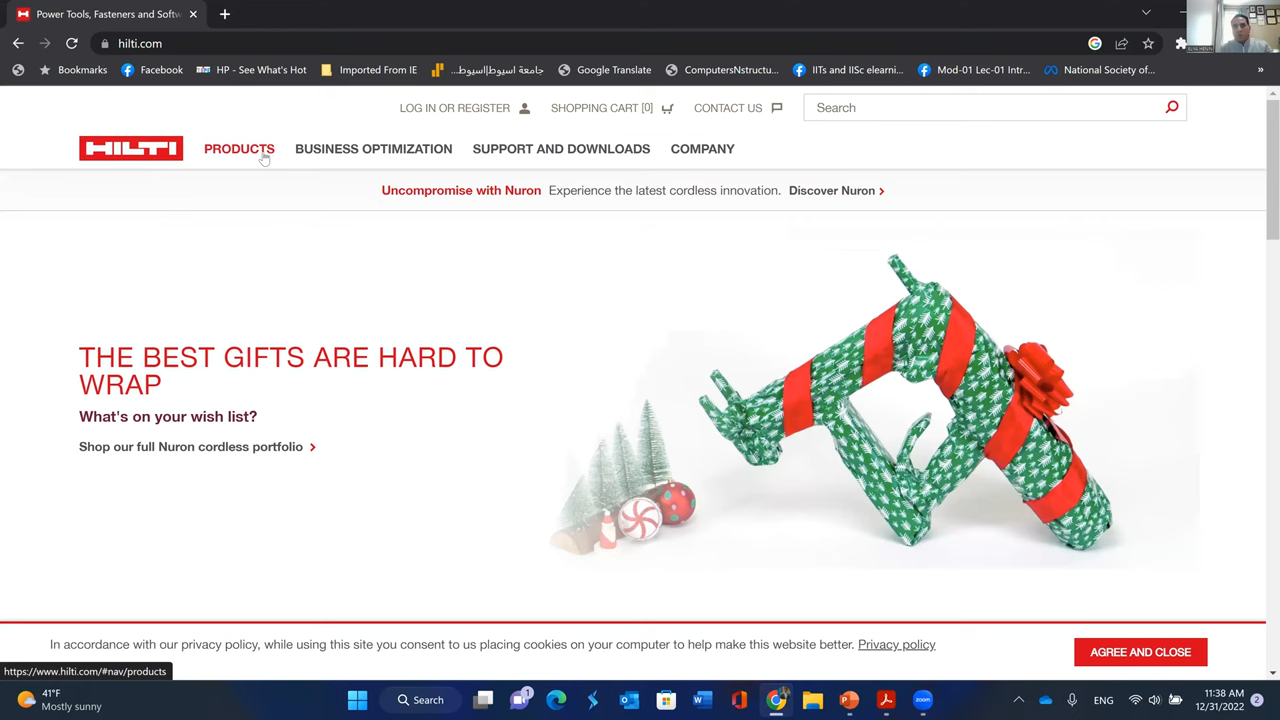 Power Tools, Fasteners and Softw
hilti.com
Bookmarks
Facebook
HP - See What's Hot
Imported From IE
جامعة أسيوط|أسيوط...
Google Translate
ComputersNstructu...
IITs and IISc elearni...
Mod-01 Lec-01 Intr...
National Society of...
»
LOG IN OR REGISTER
SHOPPING CART [0]
CONTACT US
Search
HILTI
PRODUCTS
BUSINESS OPTIMIZATION
SUPPORT AND DOWNLOADS
COMPANY
Uncompromise with Nuron Experience the latest cordless innovation. Discover Nuron
THE BEST GIFTS ARE HARD TO
WRAP
What's on your wish list?
Shop our full Nuron cordless portfolio
In accordance with our privacy policy, while using this site you consent to us placing cookies on your computer to help make this website better. Privacy policy
AGREE AND CLOSE
https://www.hilti.com/#nav/products
41°F
Mostly sunny
Search
1
zoom
ENG
11:38 AM
12/31/2022
2